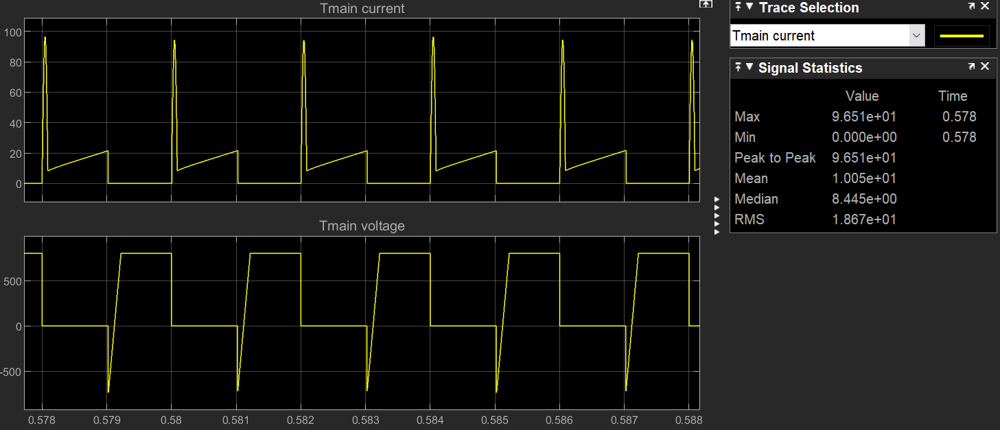 Tmain current
100
80
60
40
20
0
Tmain voltage
500
0
-500
0.578 0.579 0.58 0.581 0.582 0.583 0.584 0.585 0.586 0.587 0.588
Trace Selection
Tmain current
Signal Statistics
Value Time
Max 9.651e+01 0.578
Min 0.000e+00 0.578
Peak to Peak 9.651e+01
Mean 1.005e+01
Median 8.445e+00
RMS 1.867e+01